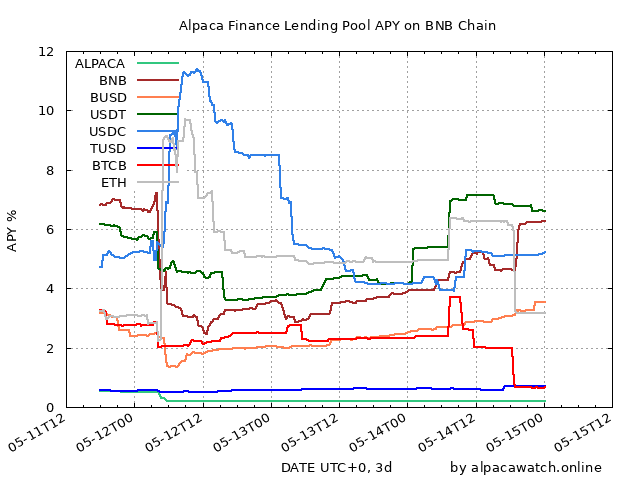 Alpaca Finance Lending Pool APY on BNB Chain
12
10
8
6
4
2
0
APY %
ALPACA
BNB
BUSD
USDT
USDC
TUSD
BTCB
ETH
05-11T12
05-12T00
05-12T12
05-13T00
05-13T12
05-14T00
05-14T12
05-15T00
05-15T12
DATE UTC+0, 3d
by alpacawatch.online